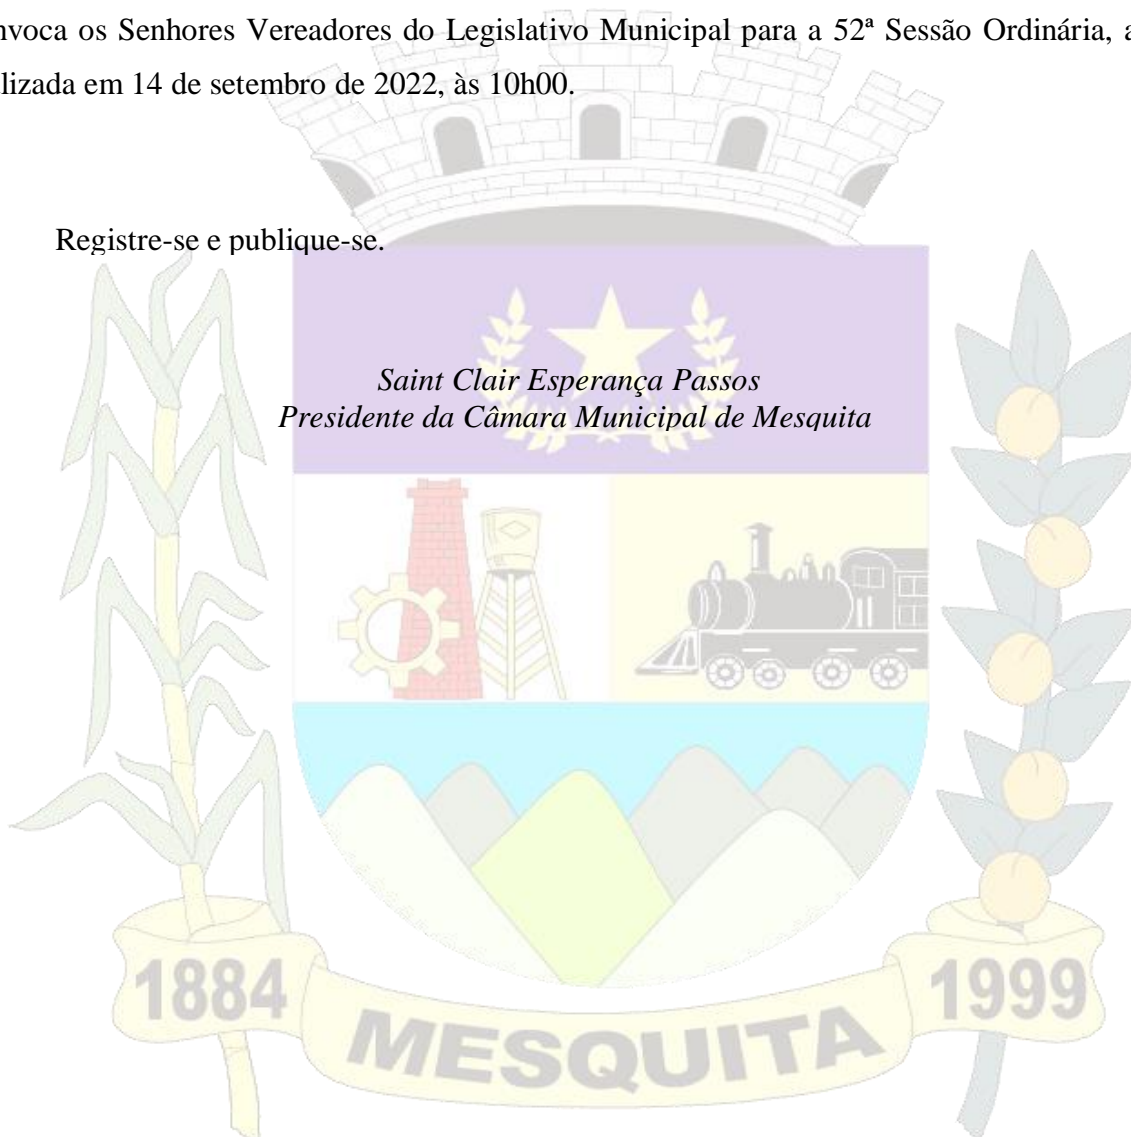 nvoca os Senhores Vereadores do Legislativo Municipal para a 52ª Sessão Ordinária, a
lizada em 14 de setembro de 2022, às 10h00.
Registre-se e publique-se.
Saint Clair Esperança Passos
Presidente da Câmara Municipal de Mesquita
1884
MESQUITA
1999